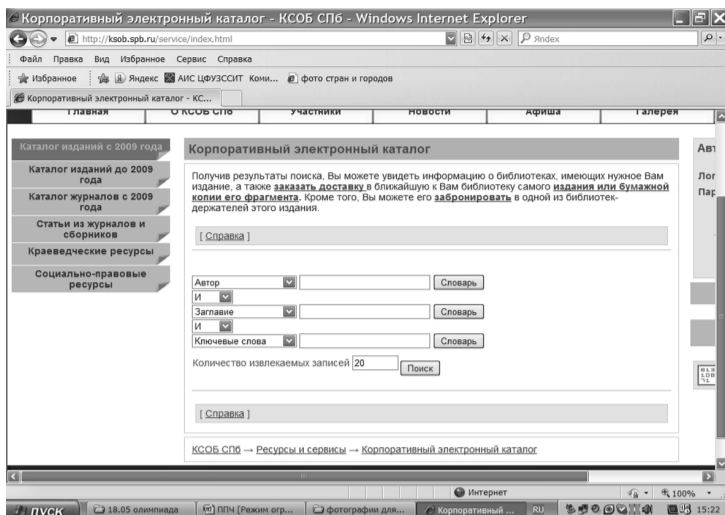 Корпоративный электронный каталог - КСОБ СПб - Windows Internet Explorer
http://ksob.spb.ru/service/index.html
Яndex
Файл Правка Вид Избранное Сервис Справка
Избранное Яндекс АИС ЦФУЗССИТ Коми... фото стран и городов
Корпоративный электронный каталог - КС...
Главная О КСОБ СПб Участники Новости Афиша Галерея
Каталог изданий с 2009 года
Каталог изданий до 2009
года
Каталог журналов с 2009
года
Статьи из журналов и
сборников
Краеведческие ресурсы
Социально-правовые
ресурсы
Корпоративный электронный каталог
Получив результаты поиска, Вы можете увидеть информацию о библиотеках, имеющих нужное Вам
издание, а также заказать доставку в ближайшую к Вам библиотеку самого издания или бумажной
копии его фрагмента. Кроме того, Вы можете его забронировать в одной из библиотек-
держателей этого издания.
[ Справка ]
Автор Словарь
И
Заглавие Словарь
И
Ключевые слова Словарь
Количество извлекаемых записей 20 Поиск
[ Справка ]
КСОБ СПб → Ресурсы и сервисы → Корпоративный электронный каталог
Авт
Лог
Пар
Интернет 100%
пуск 18.05 олимпиада ППЧ [Режим огр... фотографии для... Корпоративный ... RU 15:22